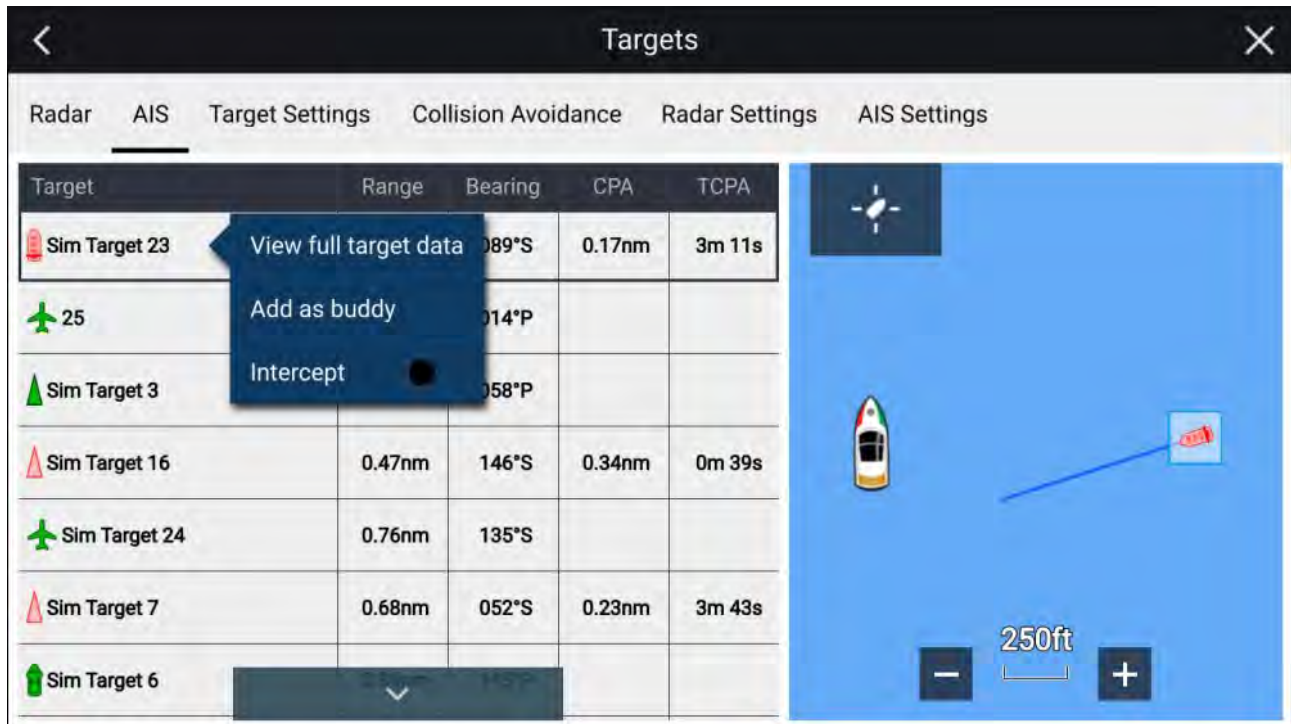 Targets
Radar AIS Target Settings Collision Avoidance Radar Settings AIS Settings
Target Range Bearing CPA TCPA
Sim Target 23 089°S 0.17nm 3m 11s
View full target data
25 014°P
Add as buddy
Sim Target 3 058°P
Intercept
Sim Target 16 0.47nm 146°S 0.34nm 0m 39s
Sim Target 24 0.76nm 135°S
Sim Target 7 0.68nm 052°S 0.23nm 3m 43s
Sim Target 6
250ft